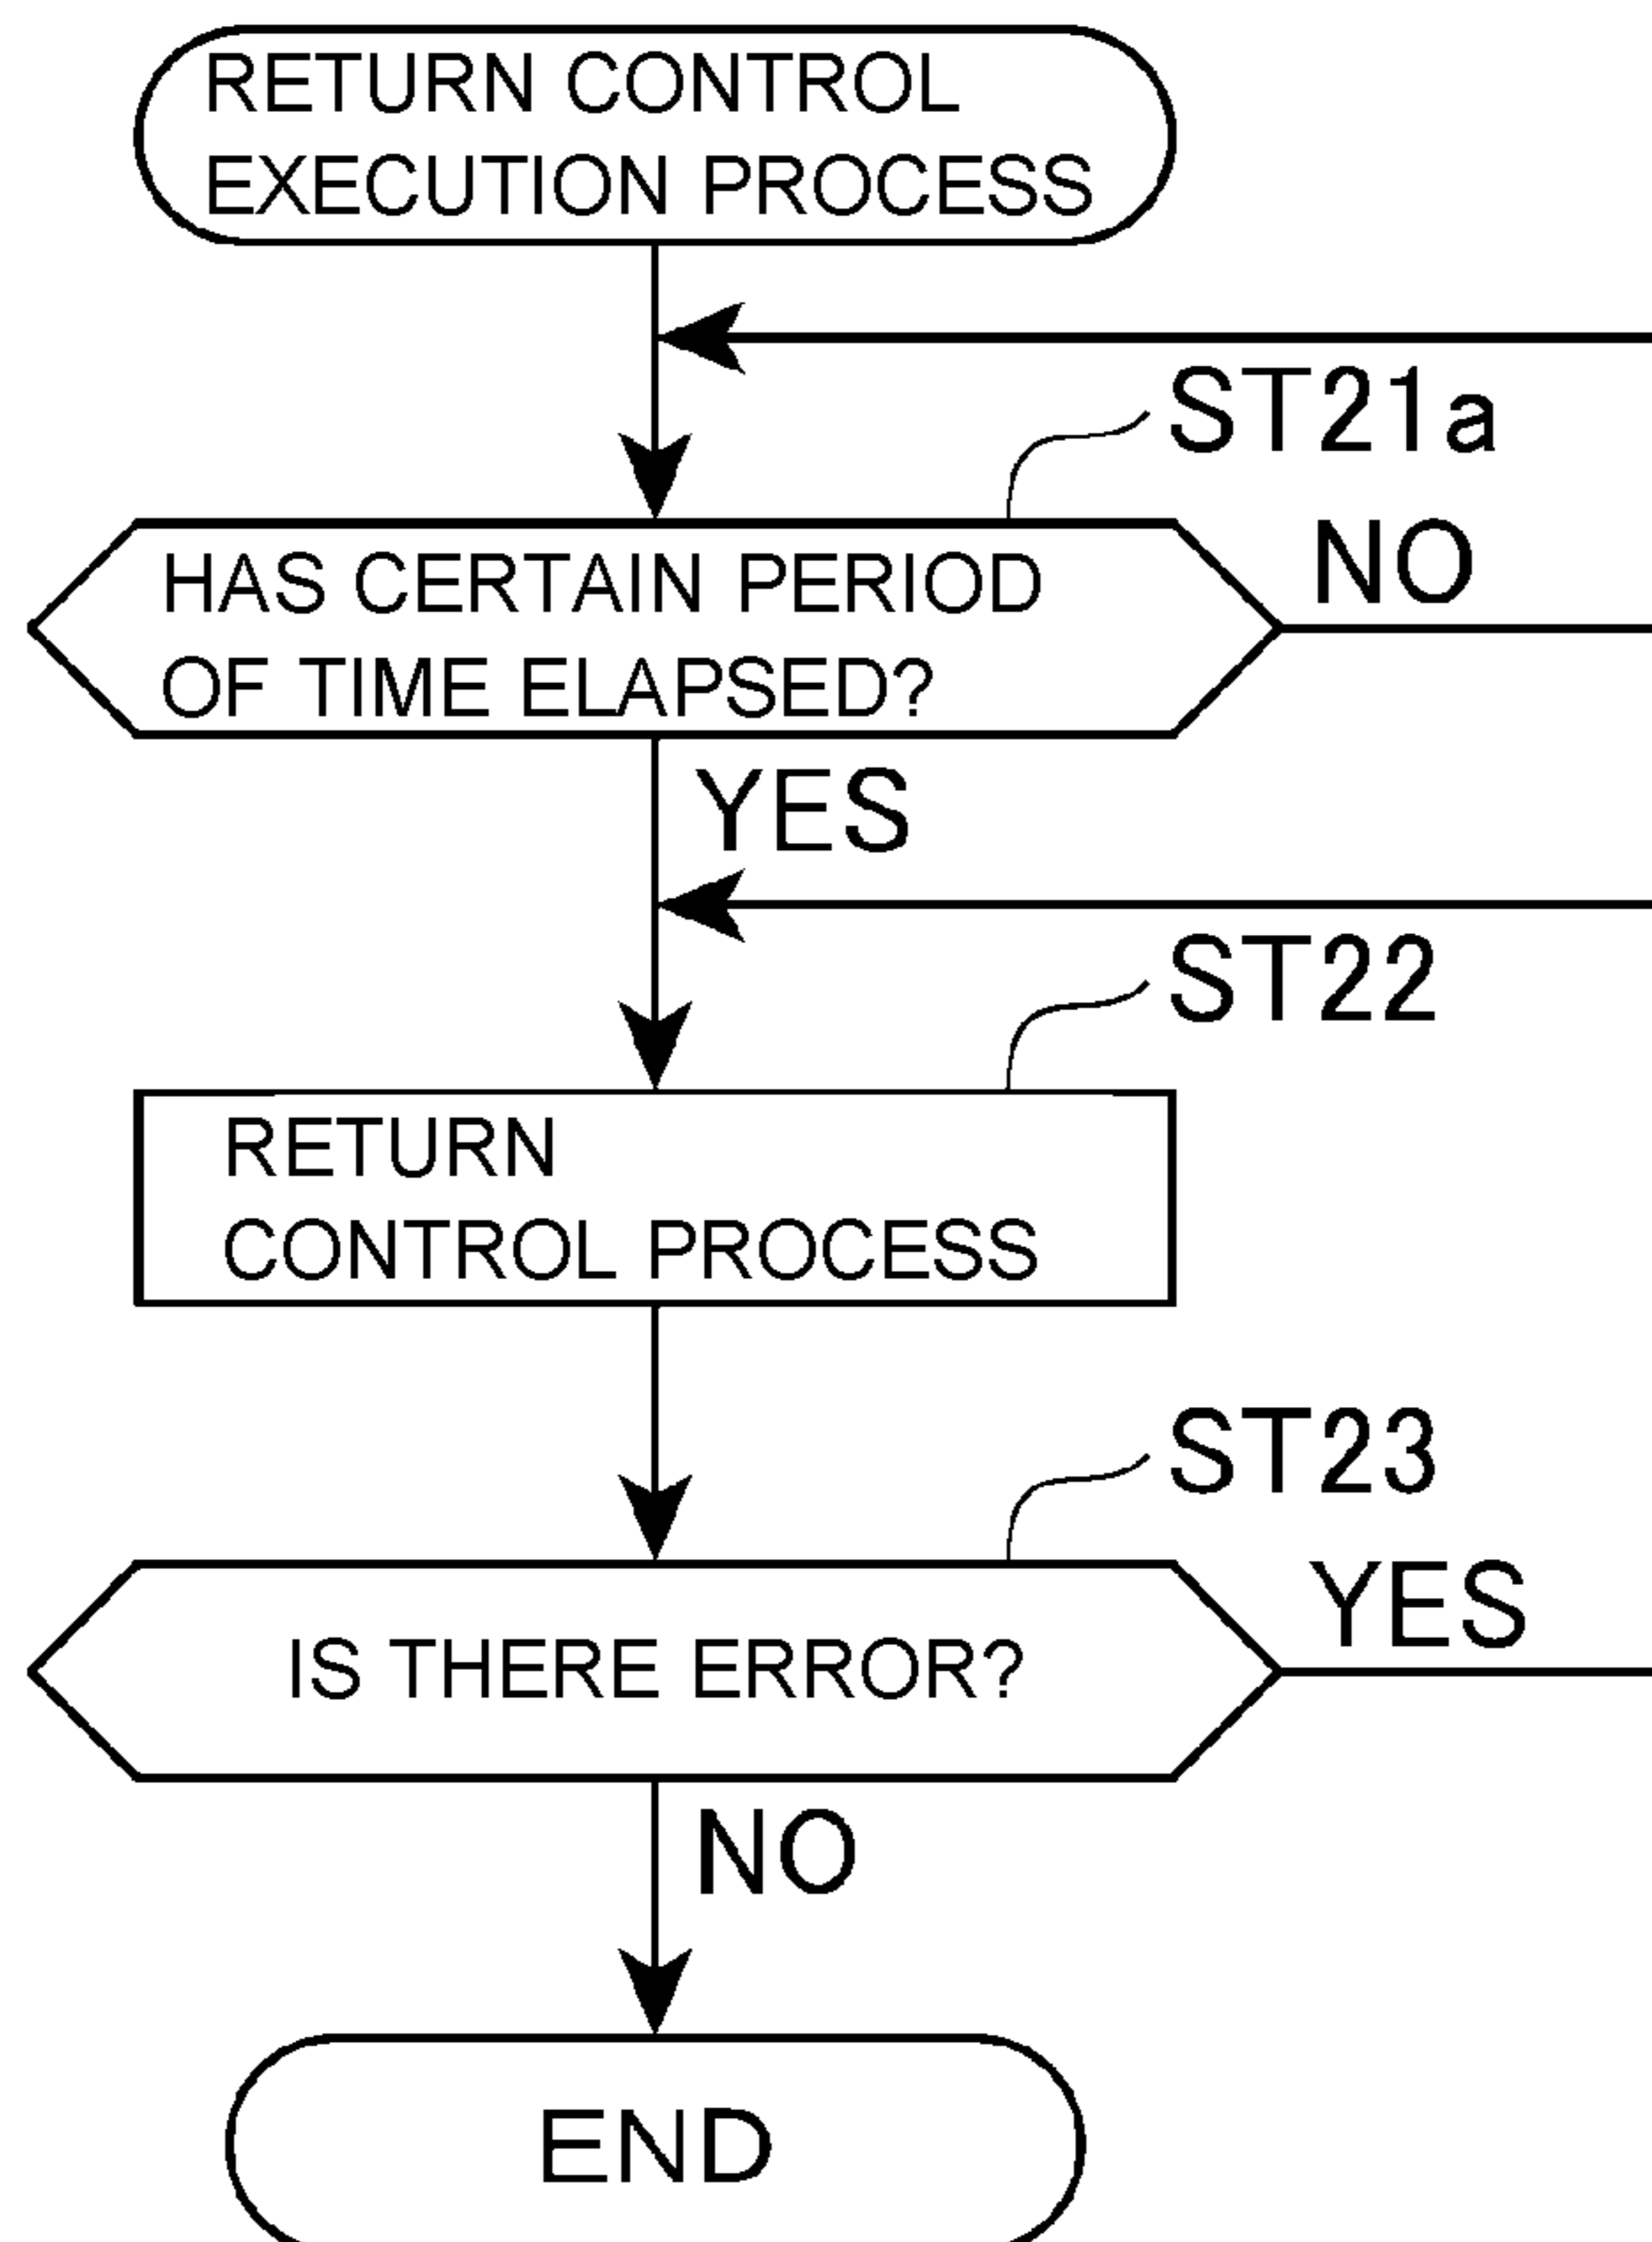 RETURN CONTROL
EXECUTION PROCESS
ST21a
HAS CERTAIN PERIOD
OF TIME ELAPSED?
NO
YES
ST22
RETURN
CONTROL PROCESS
ST23
IS THERE ERROR?
YES
NO
END